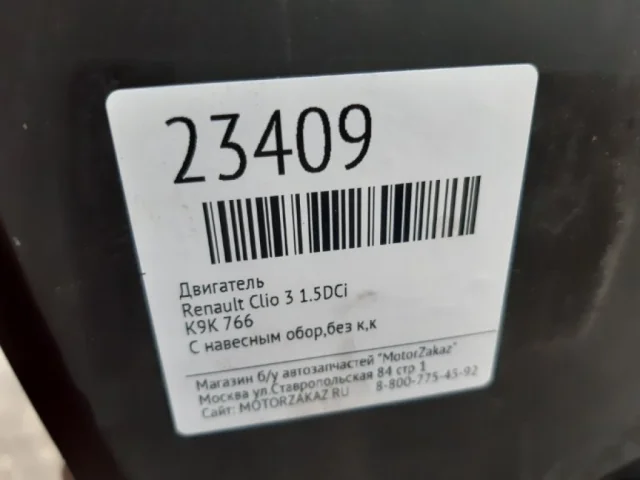 23409
Двигатель
Renault Clio 3 1.5DCi
K9K 766
С навесным обор,без к,к
Магазин б/у автозапчастей "MotorZakaz"
Москва ул.Ставропольская 84 стр 1
Сайт: MOTORZAKAZ.RU 8-800-775-45-92